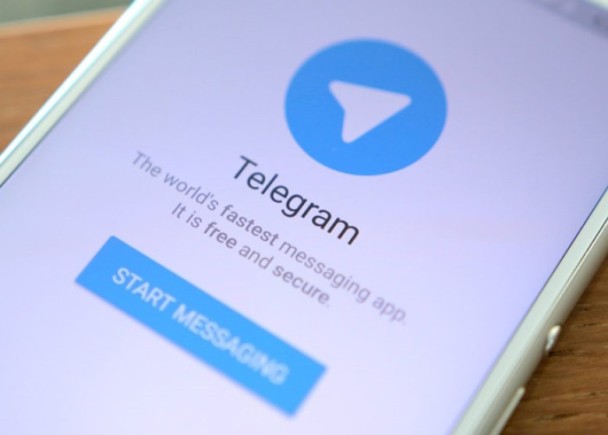 Telegram
The world's fastest messaging app.
It is free and secure.
START MESSAGING